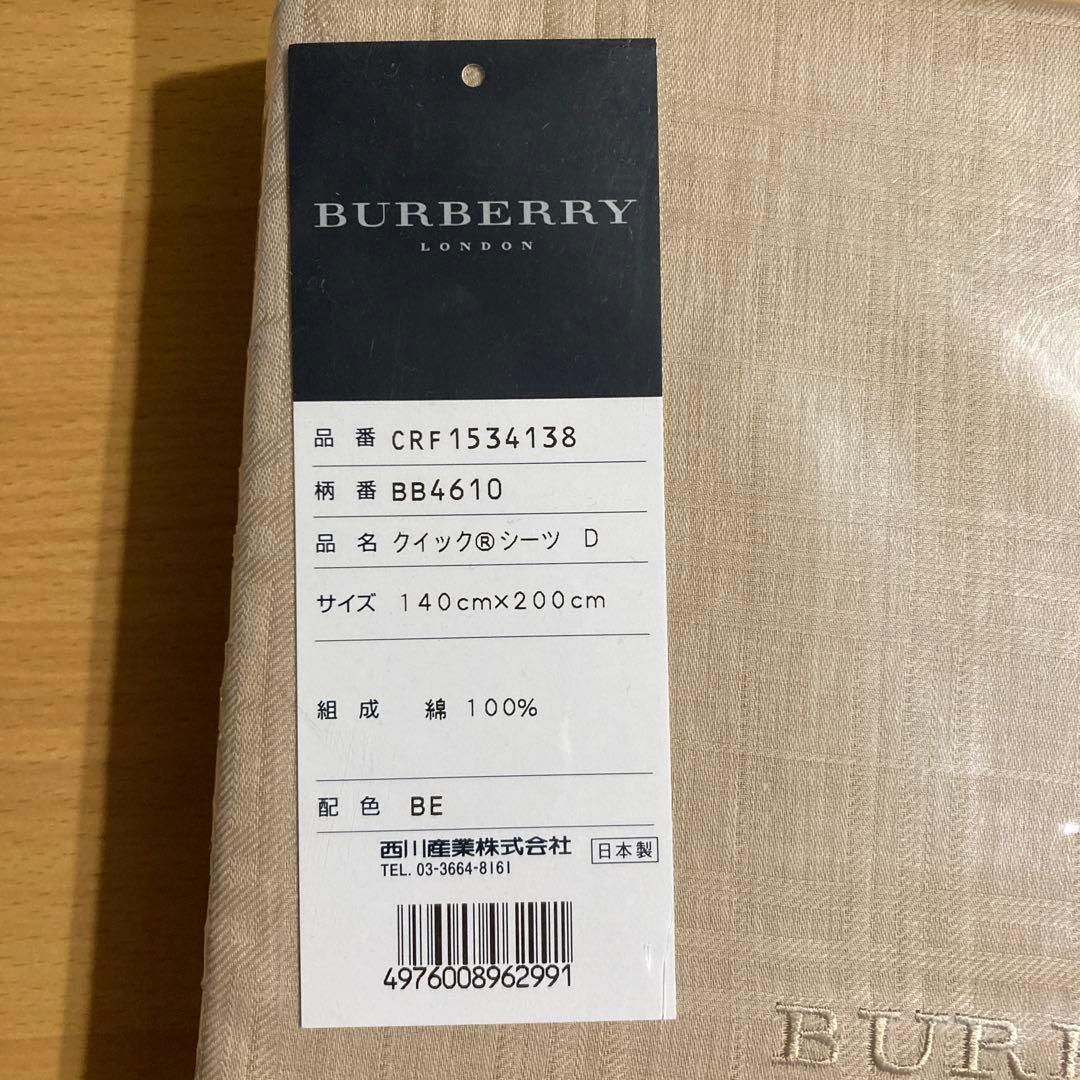 BURBERRY
LONDON
品 番 CRF1534138
柄 番 BB4610
品 名 クイック®シーツ D
サイズ 140cm×200cm
組 成 綿 100%
配 色 BE
西川産業株式会社 日本製
TEL. 03-3664-8161
4976008962991
BUR